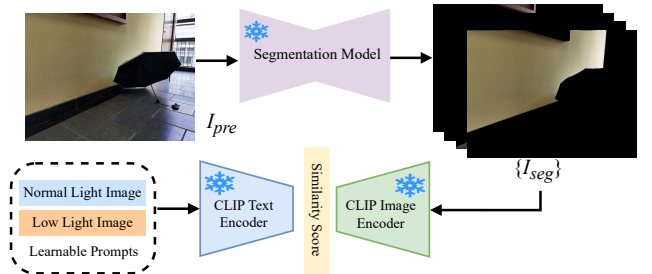 Segmentation Model
I_pre
{I_seg}
Normal Light Image
Low Light Image
Learnable Prompts
CLIP Text
Encoder
Similarity Score
CLIP Image
Encoder